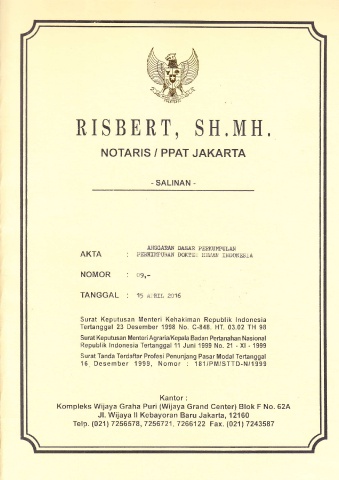 RISBERT, SH.MH.
NOTARIS / PPAT JAKARTA
- SALINAN -
ANGGARAN DASAR PERKUMPULAN
AKTA : PERHIMPUNAN DOKTER HEWAN INDONESIA
NOMOR : 09,-
TANGGAL : 15 APRIL 2016
Surat Keputusan Menteri Kehakiman Republik Indonesia
Tertanggal 23 Desember 1998 No. C-848. HT. 03.02 TH 98
Surat Keputusan Menteri Agraria/Kepala Badan Pertanahan Nasional
Republik Indonesia Tertanggal 11 Juni 1999 No. 21 - XI - 1999
Surat Tanda Terdaftar Profesi Penunjang Pasar Modal Tertanggal
16 Desember 1999, Nomor : 181/PM/STTD-N/1999
Kantor :
Kompleks Wijaya Graha Puri (Wijaya Grand Center) Blok F No. 62A
Jl. Wijaya II Kebayoran Baru Jakarta, 12160
Telp. (021) 7256578, 7256721, 7266122 Fax. (021) 7243587